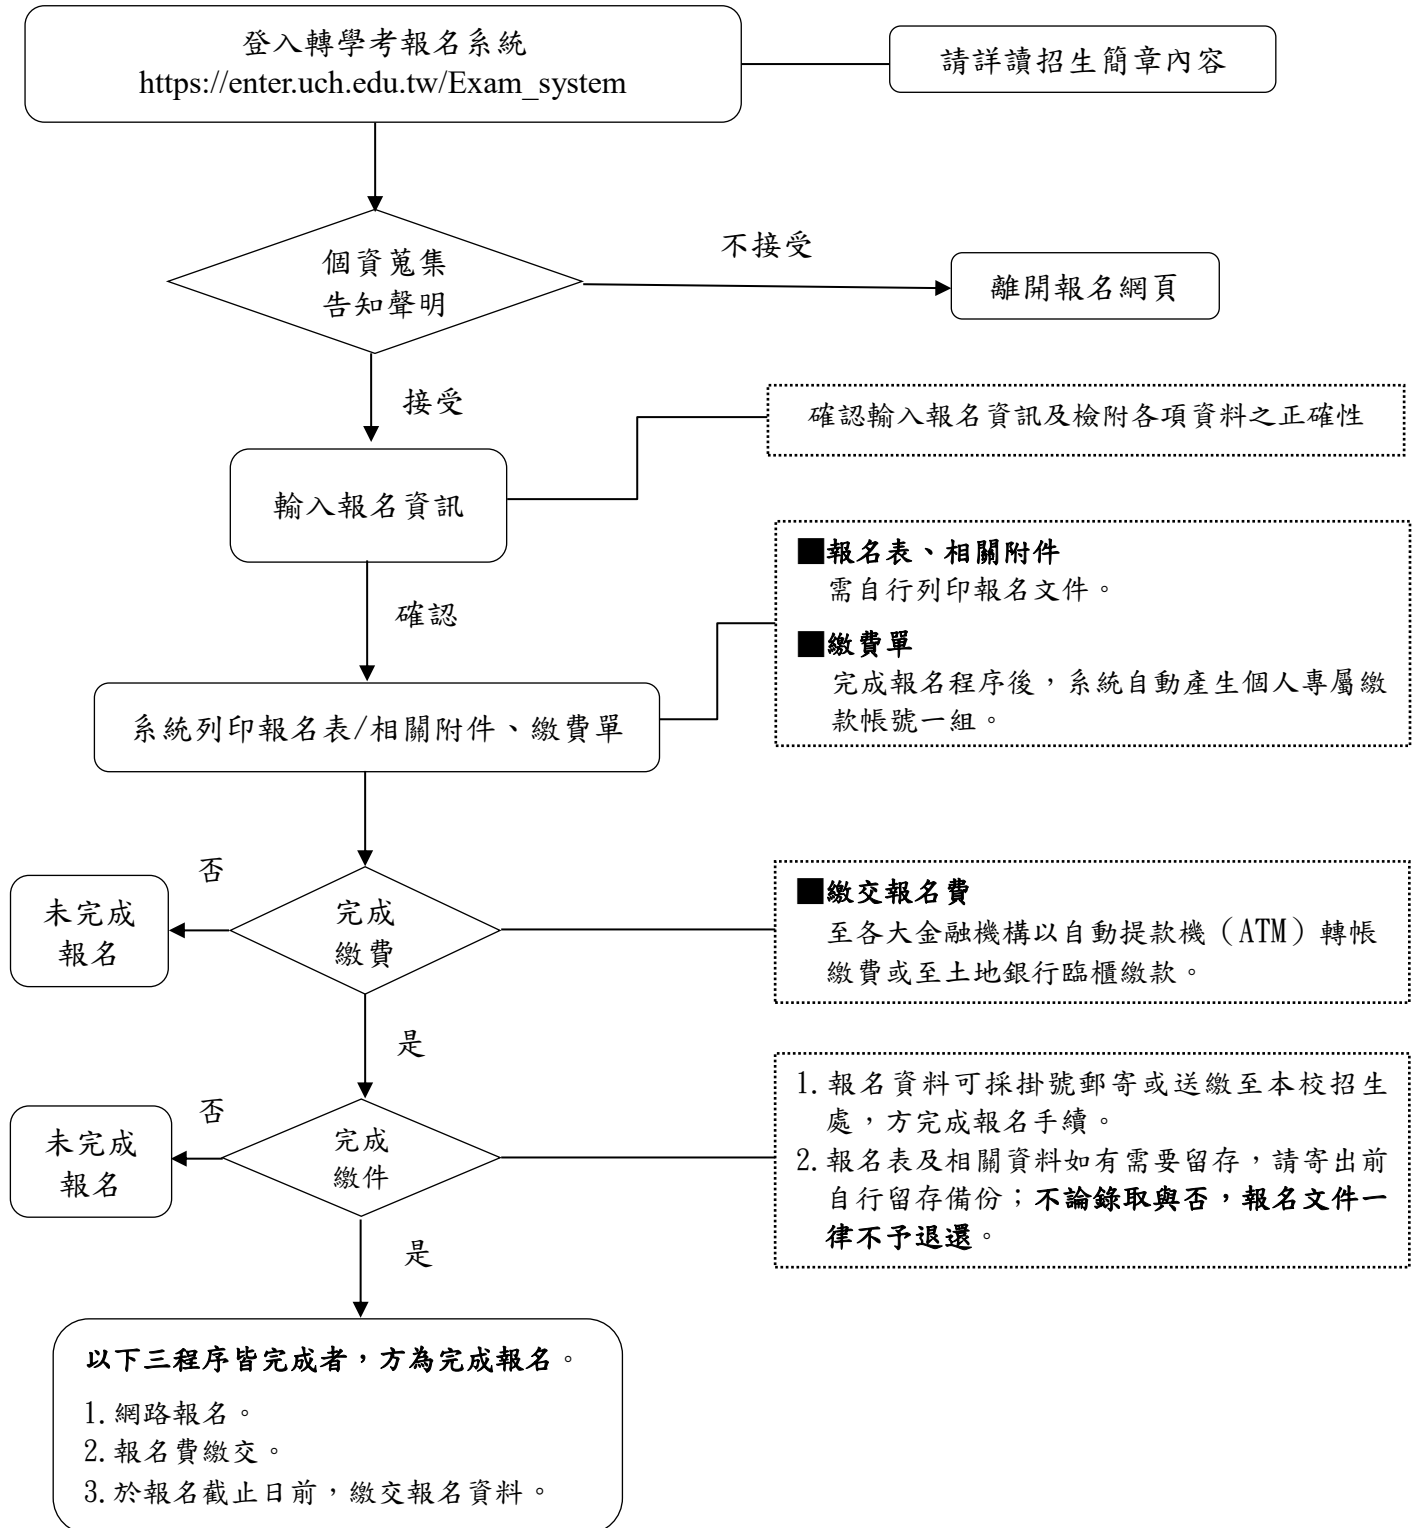 登入轉學考報名系統
https://enter.uch.edu.tw/Exam_system
請詳讀招生簡章內容
個資蒐集
告知聲明
不接受
離開報名網頁
接受
確認輸入報名資訊及檢附各項資料之正確性
輸入報名資訊
確認
■報名表、相關附件
需自行列印報名文件。
■繳費單
完成報名程序後，系統自動產生個人專屬繳
款帳號一組。
系統列印報名表/相關附件、繳費單
否
未完成
報名
完成
繳費
■繳交報名費
至各大金融機構以自動提款機（ATM）轉帳
繳費或至土地銀行臨櫃繳款。
是
否
未完成
報名
完成
繳件
1.報名資料可採掛號郵寄或送繳至本校招生
處，方完成報名手續。
2.報名表及相關資料如有需要留存，請寄出前
自行留存備份；不論錄取與否，報名文件一
律不予退還。
是
以下三程序皆完成者，方為完成報名。
1.網路報名。
2.報名費繳交。
3.於報名截止日前，繳交報名資料。